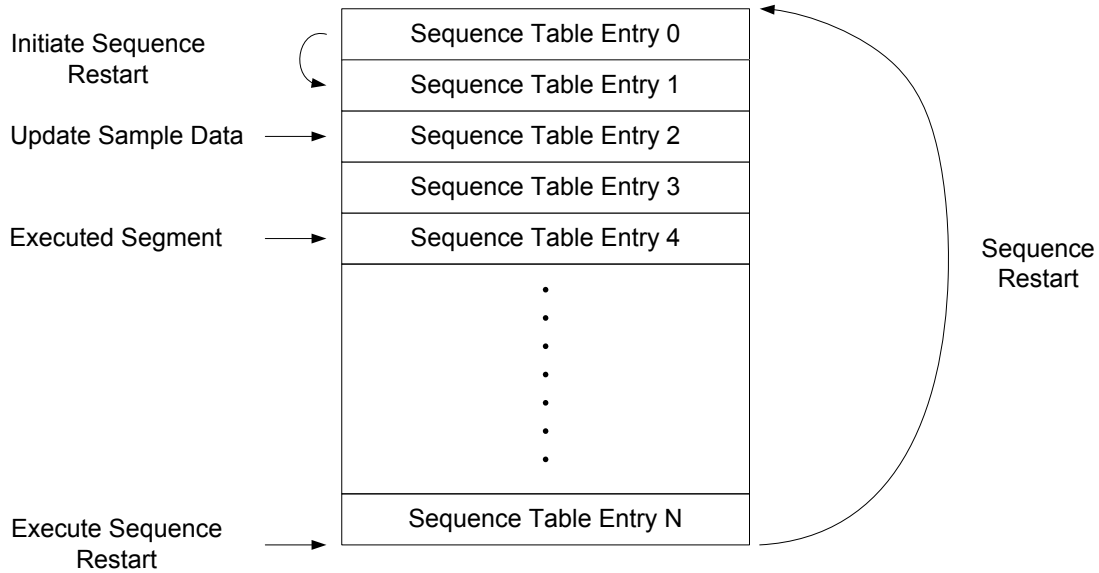 Sequence Table Entry 0
Initiate Sequence
Restart
Sequence Table Entry 1
Update Sample Data
Sequence Table Entry 2
Sequence Table Entry 3
Executed Segment
Sequence Table Entry 4
Sequence
Restart
Sequence Table Entry N
Execute Sequence
Restart